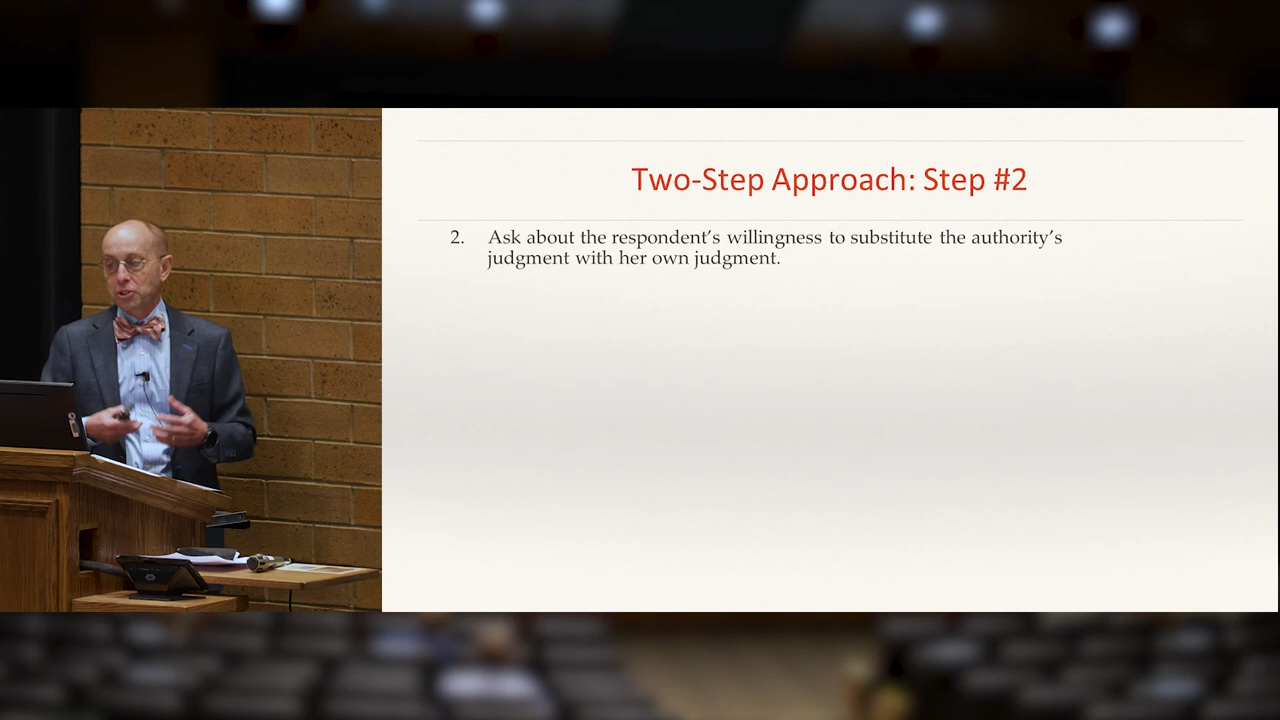 Two-Step Approach: Step #2
2. Ask about the respondent’s willingness to substitute the authority’s
judgment with her own judgment.